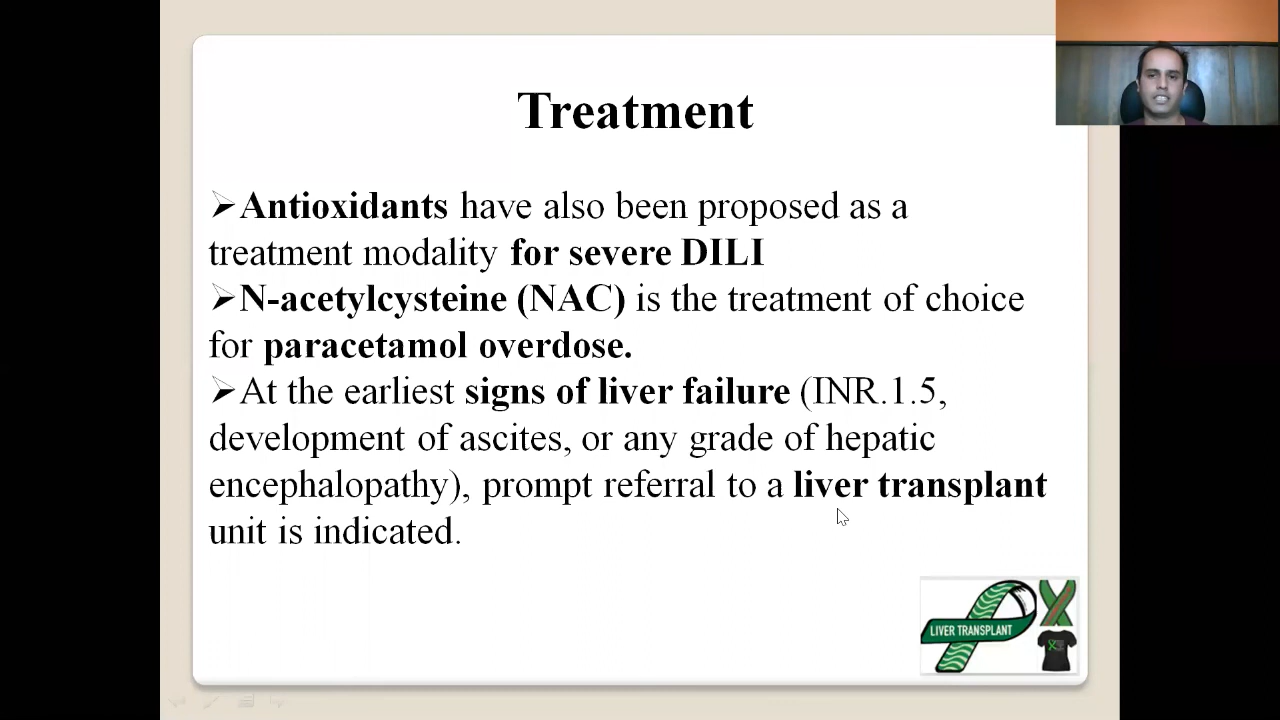 Treatment
➢Antioxidants have also been proposed as a
treatment modality for severe DILI
➢N-acetylcysteine (NAC) is the treatment of choice
for paracetamol overdose.
➢At the earliest signs of liver failure (INR.1.5,
development of ascites, or any grade of hepatic
encephalopathy), prompt referral to a liver transplant
unit is indicated.
LIVER TRANSPLANT